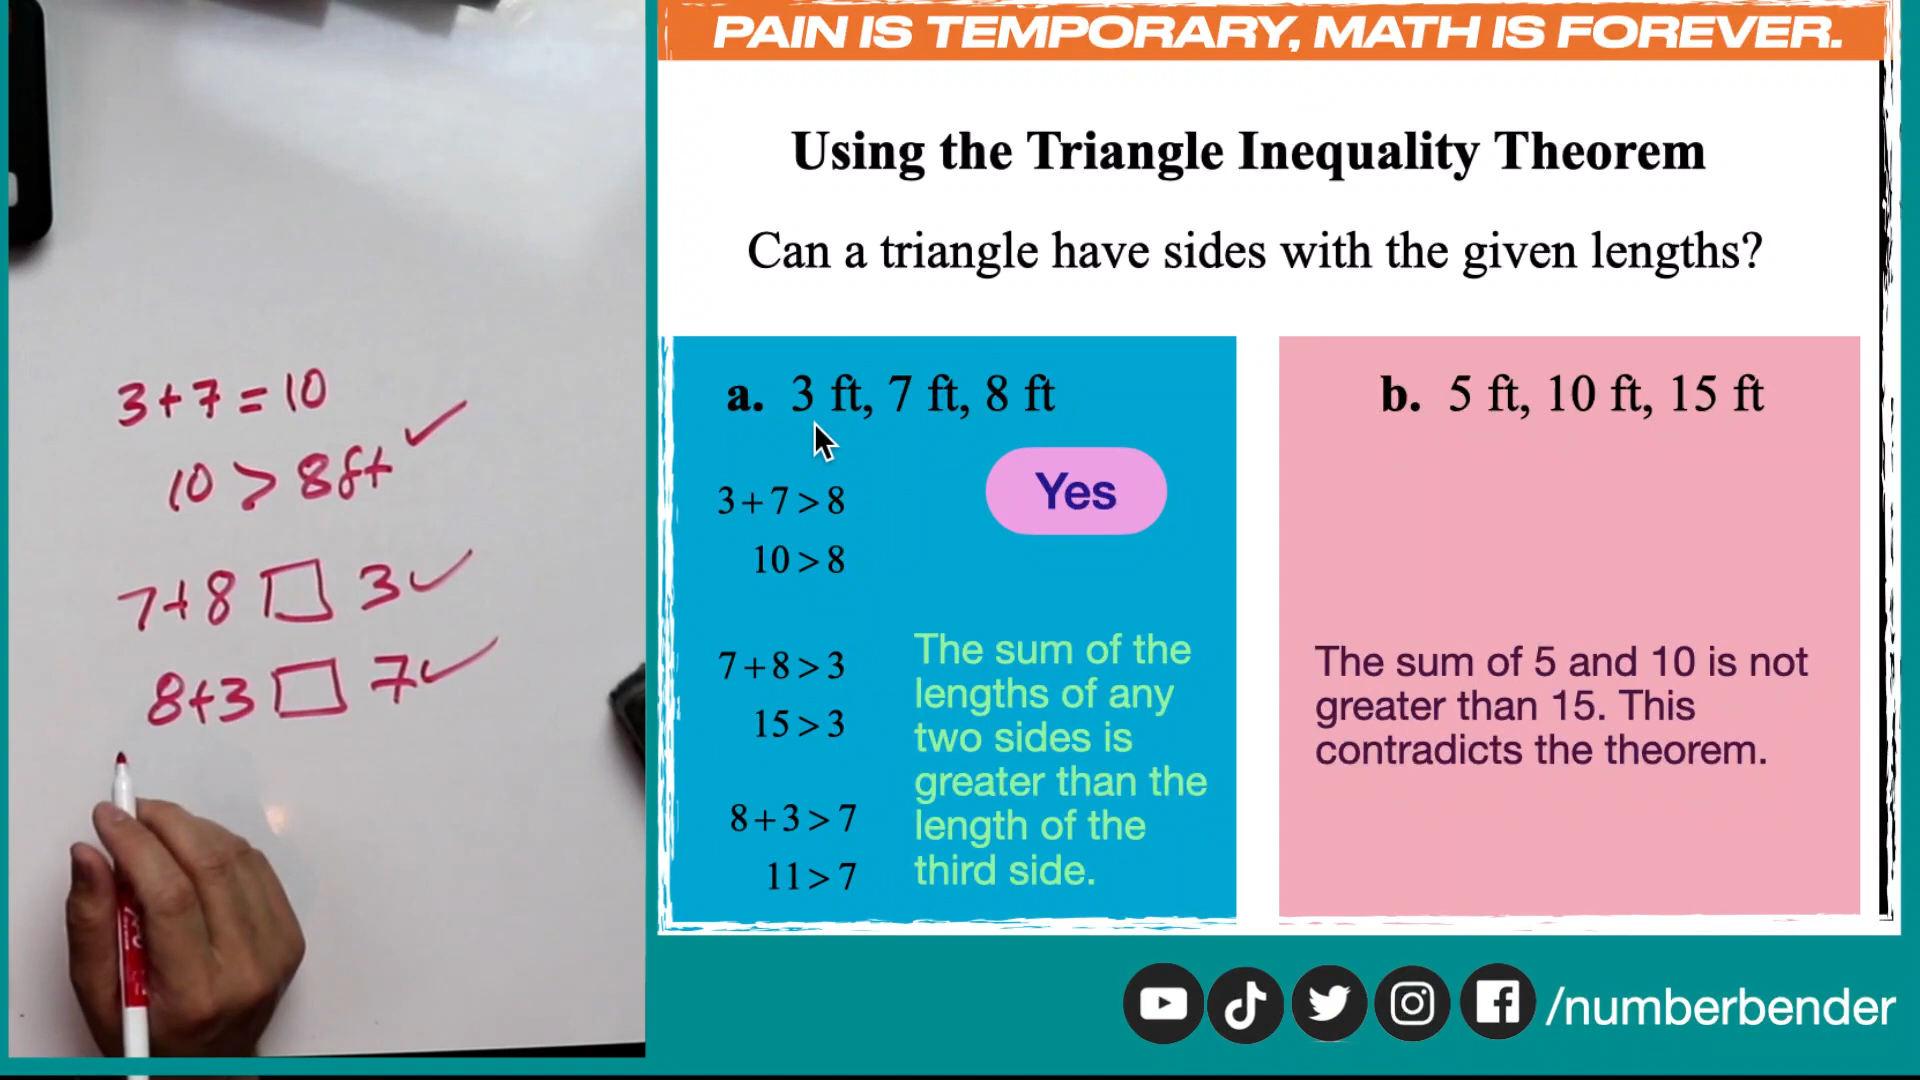 PAIN IS TEMPORARY, MATH IS FOREVER.
Using the Triangle Inequality Theorem
Can a triangle have sides with the given lengths?
3+7=10
10 > 8ft ✓
7+8 □ 3 ✓
8+3 □ 7 ✓
a. 3 ft, 7 ft, 8 ft
Yes
3+7>8
10>8
7+8>3
15>3
8+3>7
11>7
The sum of the
lengths of any
two sides is
greater than the
length of the
third side.
b. 5 ft, 10 ft, 15 ft
The sum of 5 and 10 is not
greater than 15. This
contradicts the theorem.
/numberbender